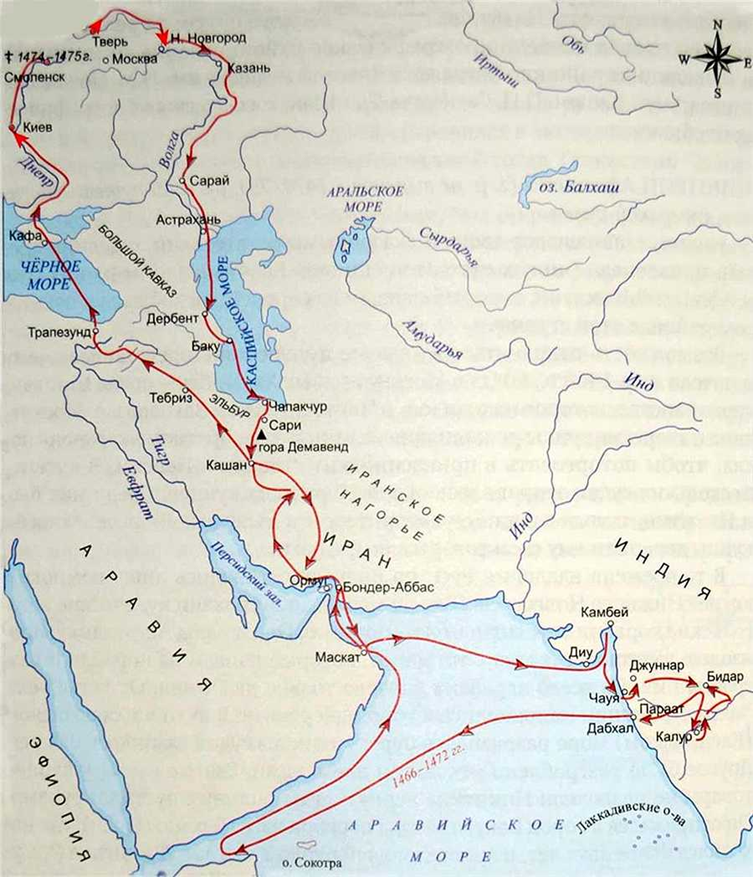 Обь
Иртыш
N
W
E
S
Тверь
Н. Новгород
Москва
† 1474-1475г.
Смоленск
Казань
Киев
Волга
Днепр
Сарай
АРАЛЬСКОЕ
МОРЕ
оз. Балхаш
Астрахань
Кафа
БОЛЬШОЙ КАВКАЗ
Сырдарья
ЧЁРНОЕ
МОРЕ
КАСПИЙСКОЕ МОРЕ
Дербент
Трапезунд
Баку
Амударья
Инд
Тебриз
ЭЛЬБУР
Чапакчур
Сари
гора Демавенд
Кашан
Тигр
Евфрат
ИРАНСКОЕ
НАГОРЬЕ
Инд
ИРАН
ИНДИЯ
АРАВИЯ
Персидский зал.
Ормуз
Бондер-Аббас
Маскат
Камбей
Диу
Джуннар
Бидар
Чауя
Параат
Дабхал
Калур
1466-1472 гг.
ЭФИОПИЯ
АРАВИЙСКОЕ
МОРЕ
Лаккадивские о-ва
о. Сокотра